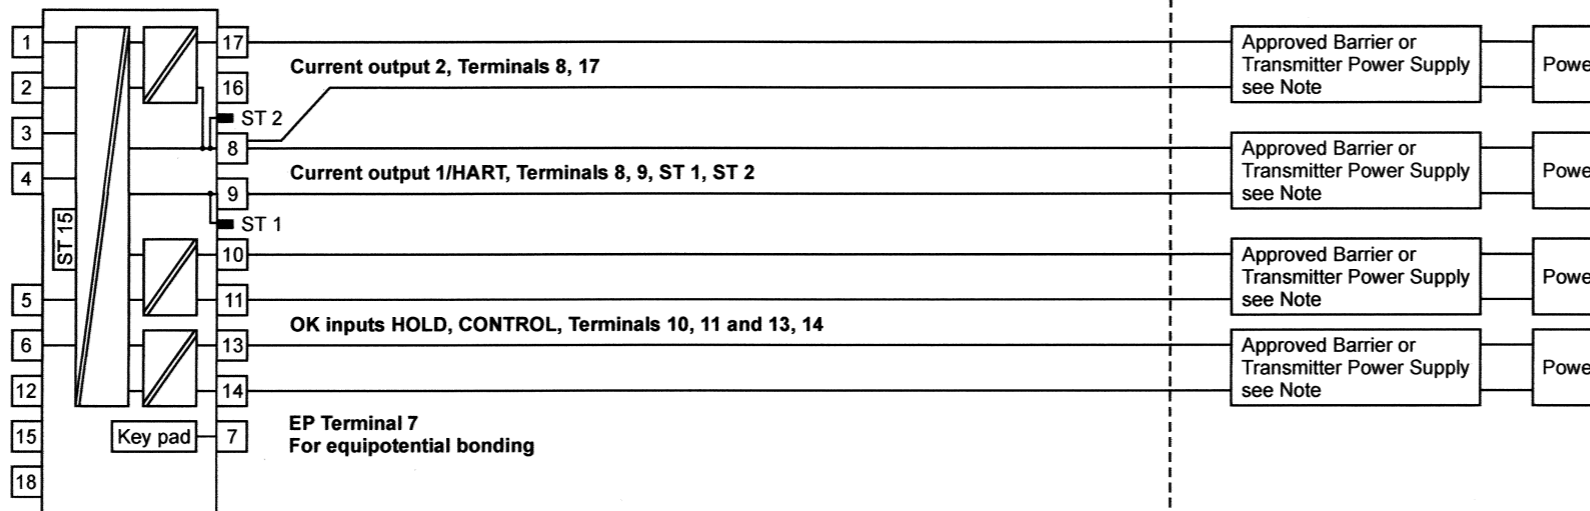 1
17
Approved Barrier or
Transmitter Power Supply
see Note
Current output 2, Terminals 8, 17
2
16
ST 2
3
8
Approved Barrier or
Transmitter Power Supply
see Note
Current output 1/HART, Terminals 8, 9, ST 1, ST 2
4
9
ST 1
ST 15
10
Approved Barrier or
Transmitter Power Supply
see Note
5
11
OK inputs HOLD, CONTROL, Terminals 10, 11 and 13, 14
6
13
Approved Barrier or
Transmitter Power Supply
see Note
12
14
EP Terminal 7
For equipotential bonding
15
Key pad
7
18